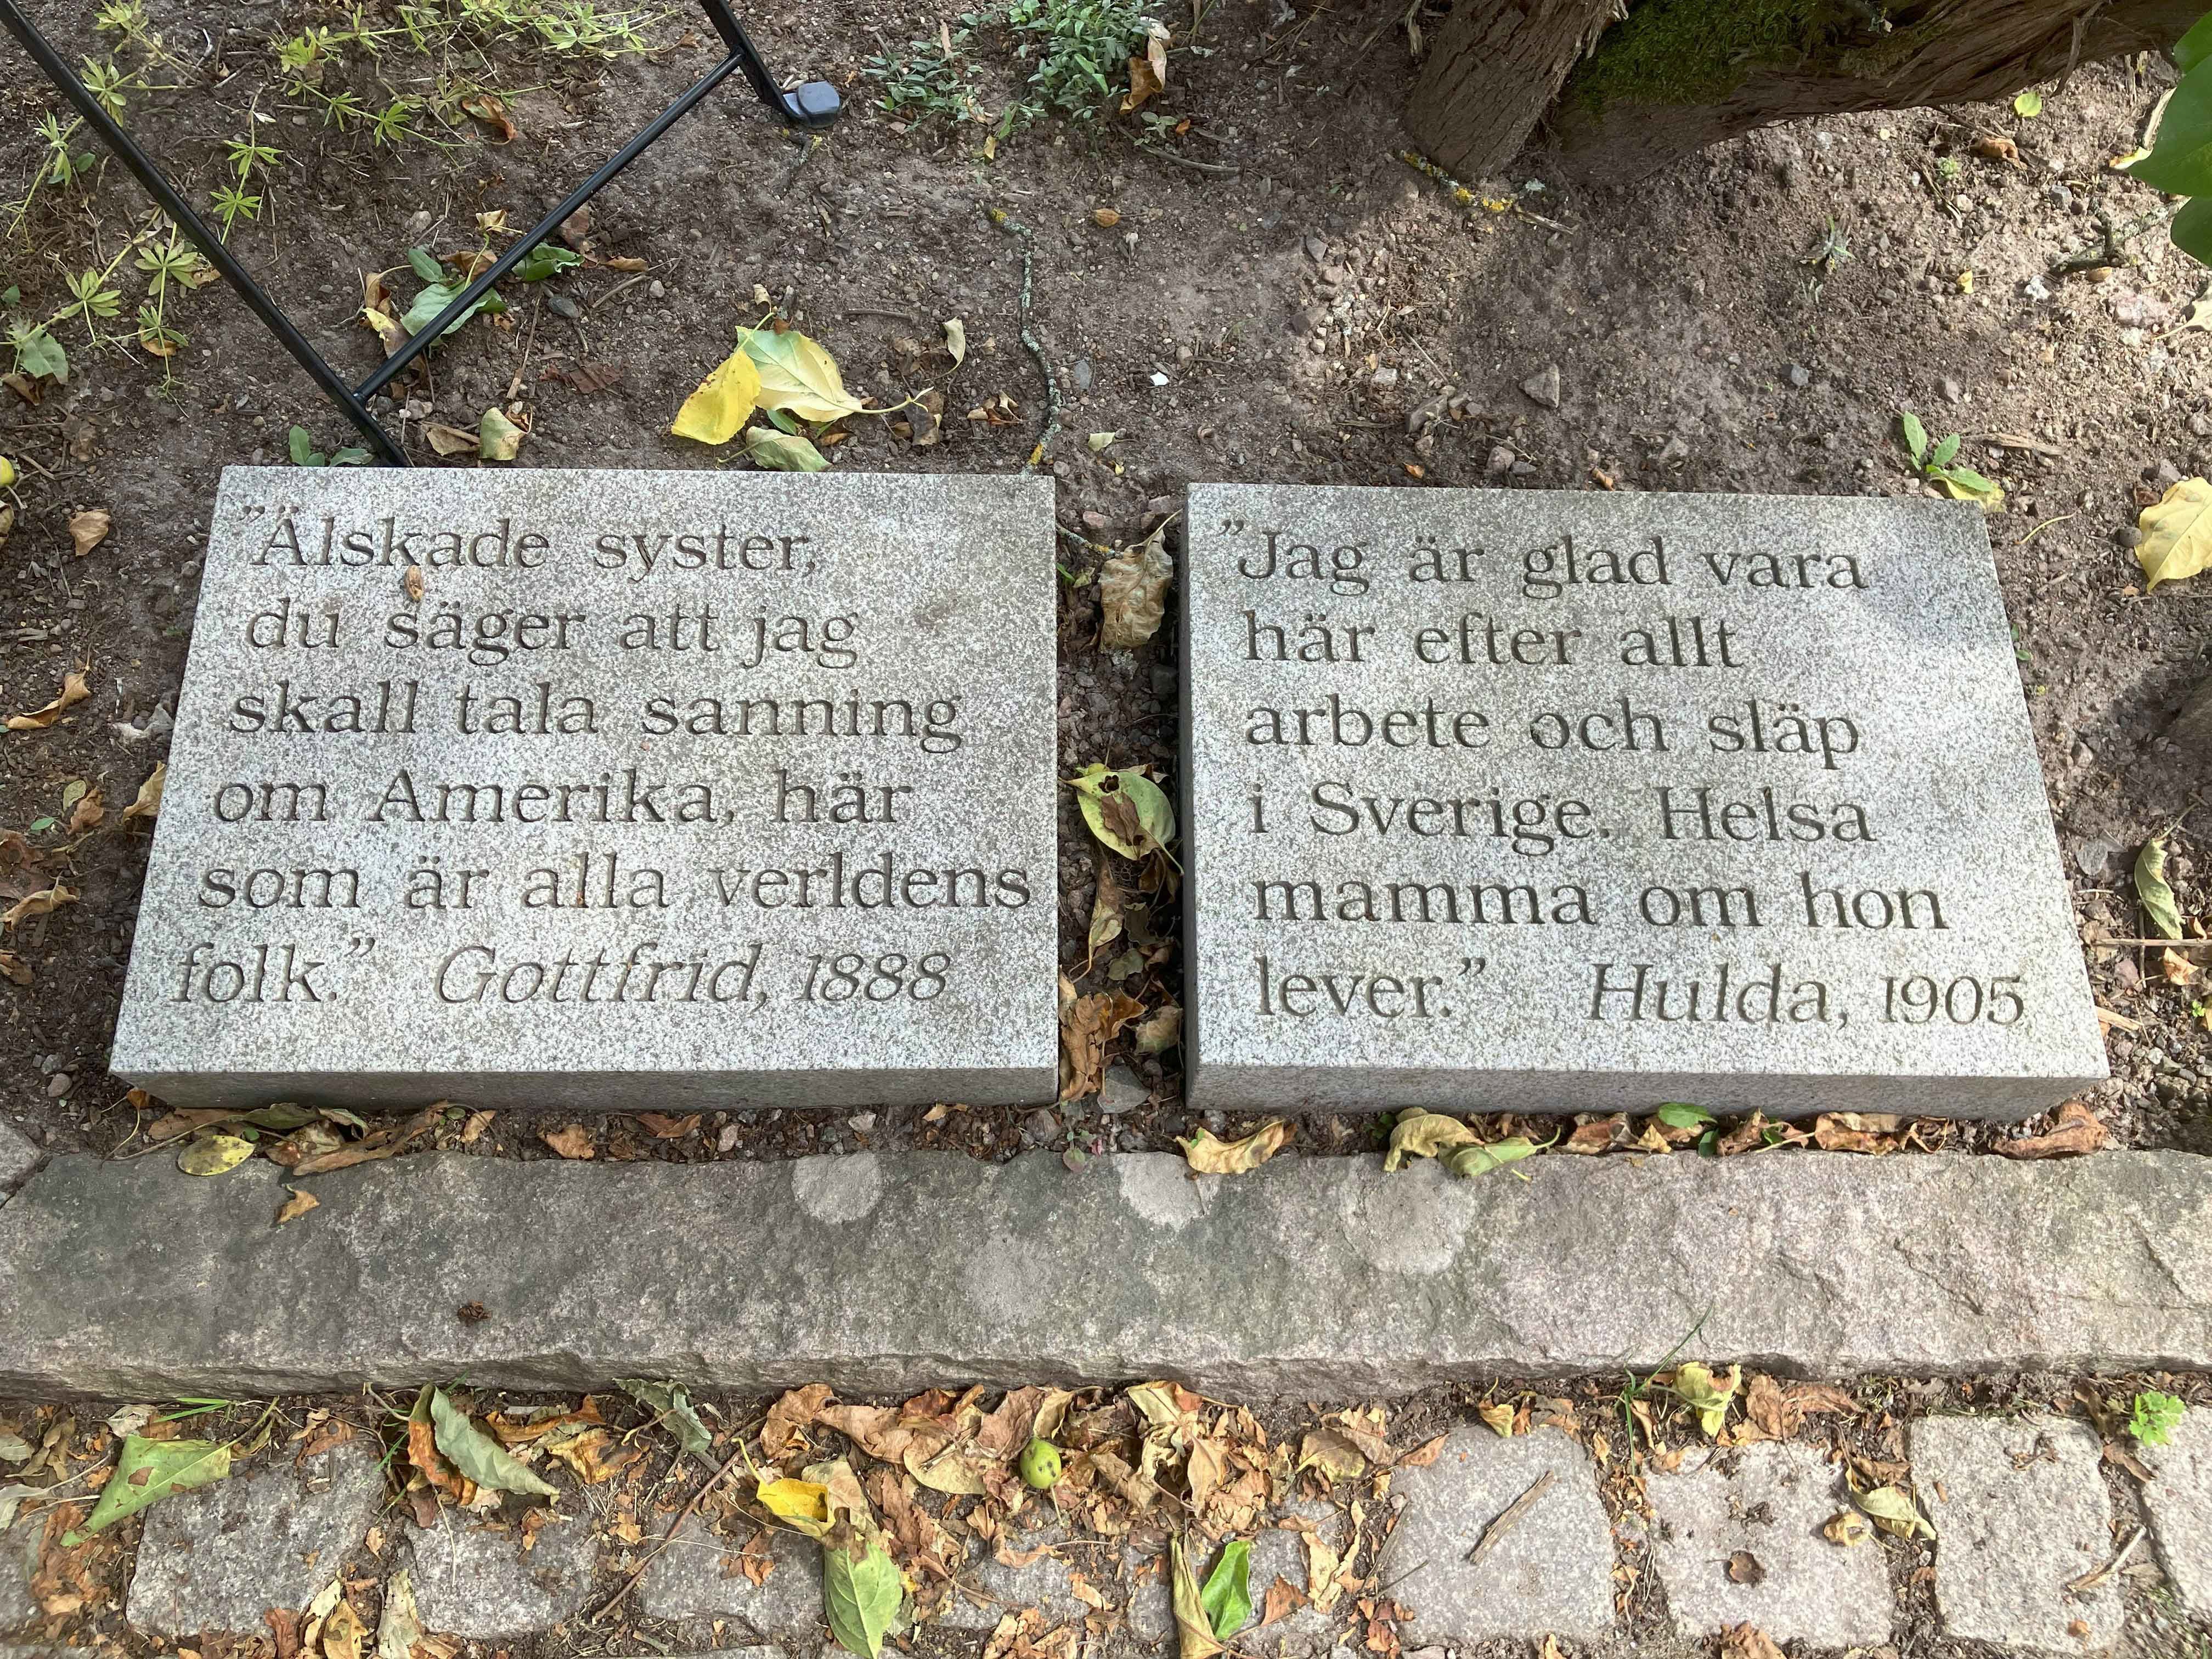 ”Älskade syster,
du säger att jag
skall tala sanning
om Amerika, här
som är alla verldens
folk.” Gottfrid, 1888
”Jag är glad vara
här efter allt
arbete och släp
i Sverige. Helsa
mamma om hon
lever.” Hulda, 1905